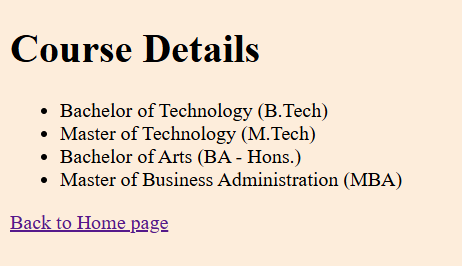 Course Details
Bachelor of Technology (B.Tech)
Master of Technology (M.Tech)
Bachelor of Arts (BA - Hons.)
Master of Business Administration (MBA)
Back to Home page